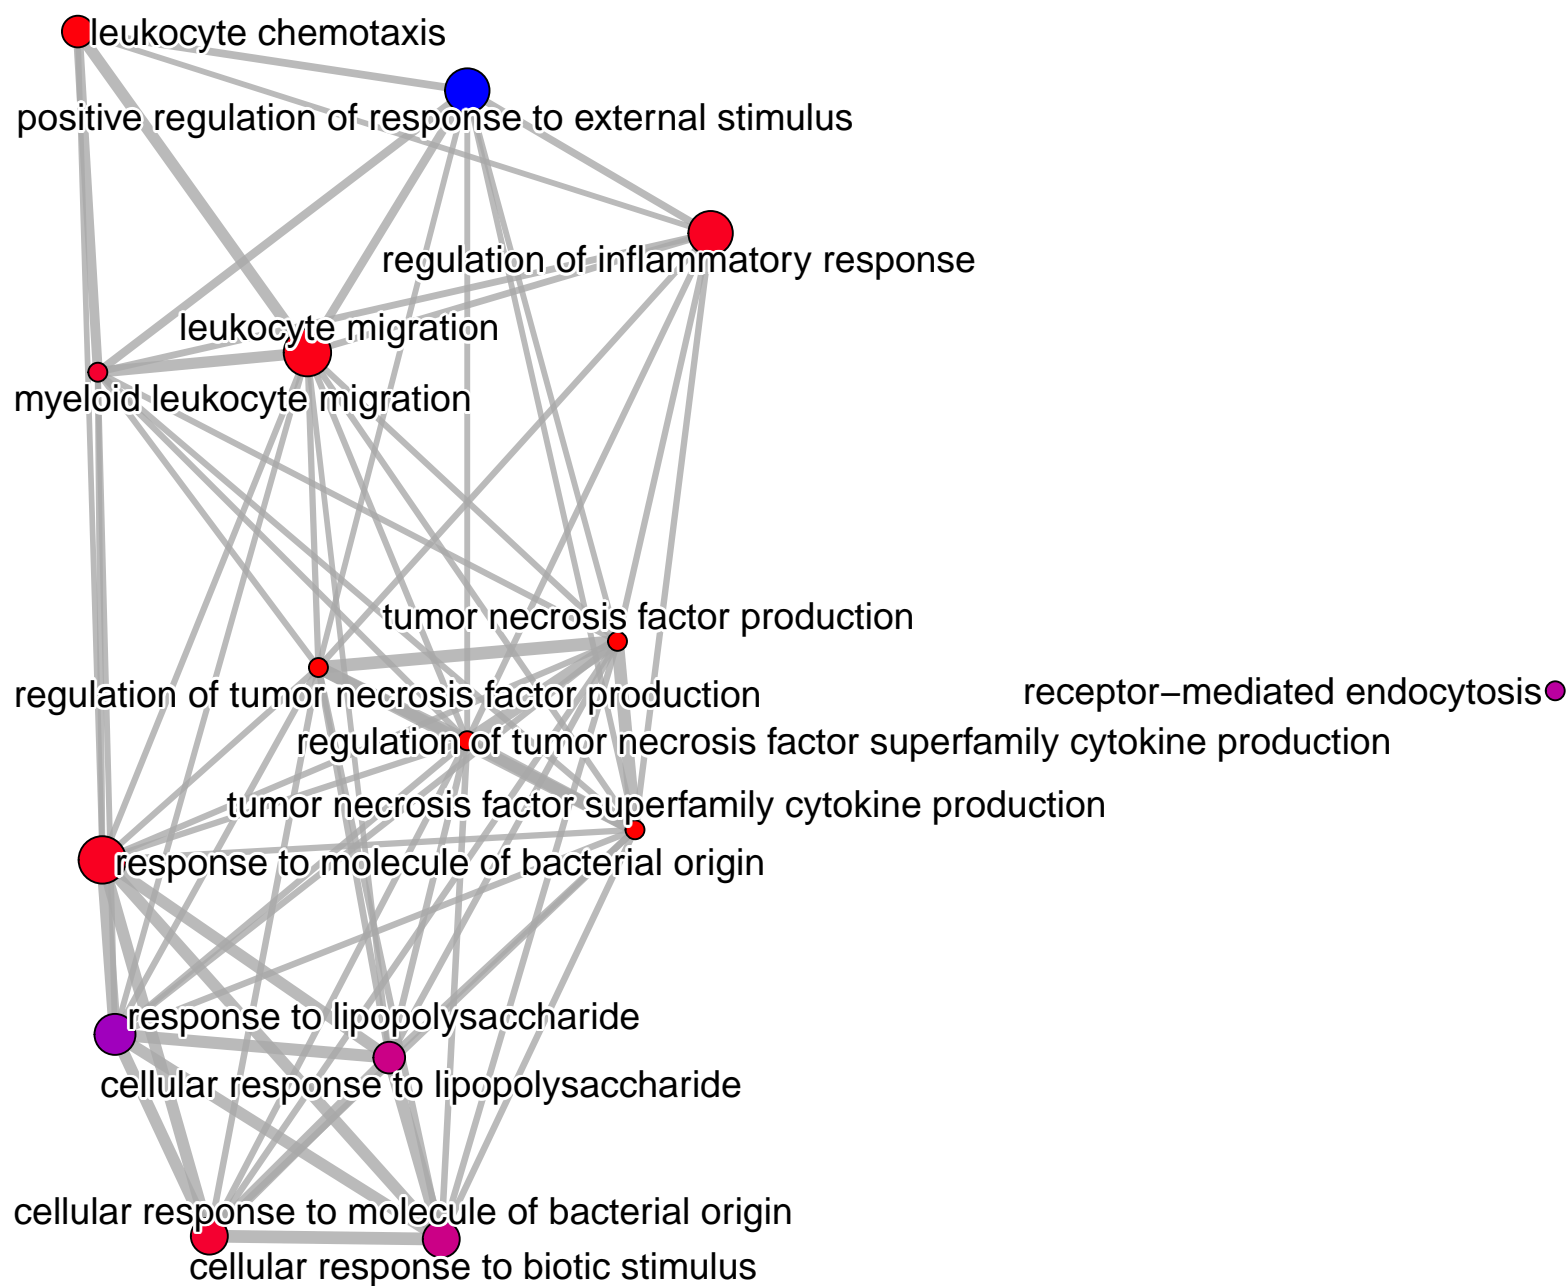 leukocyte chemotaxis
positive regulation of response to external stimulus
regulation of inflammatory response
leukocyte migration
myeloid leukocyte migration
tumor necrosis factor production
regulation of tumor necrosis factor production
receptor−mediated endocytosis
regulation of tumor necrosis factor superfamily cytokine production
tumor necrosis factor superfamily cytokine production
response to molecule of bacterial origin
response to lipopolysaccharide
cellular response to lipopolysaccharide
cellular response to molecule of bacterial origin
cellular response to biotic stimulus